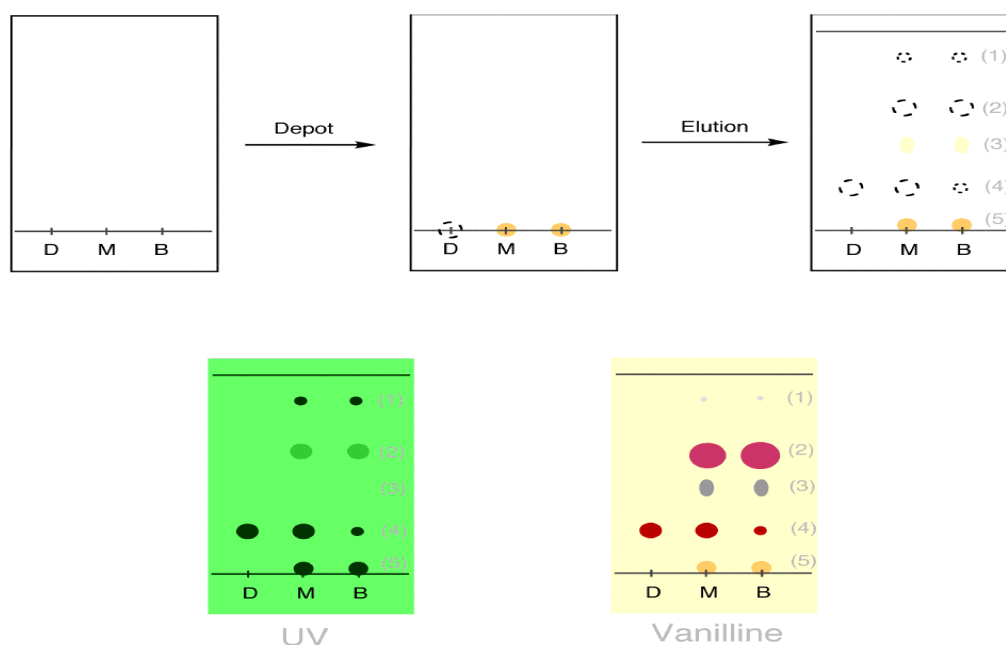 Depot
Elution
D M B
D M B
(1)
(2)
(3)
(4)
(5)
D M B
(1)
(2)
(3)
(4)
(5)
D M B
UV
(1)
(2)
(3)
(4)
(5)
D M B
Vanilline